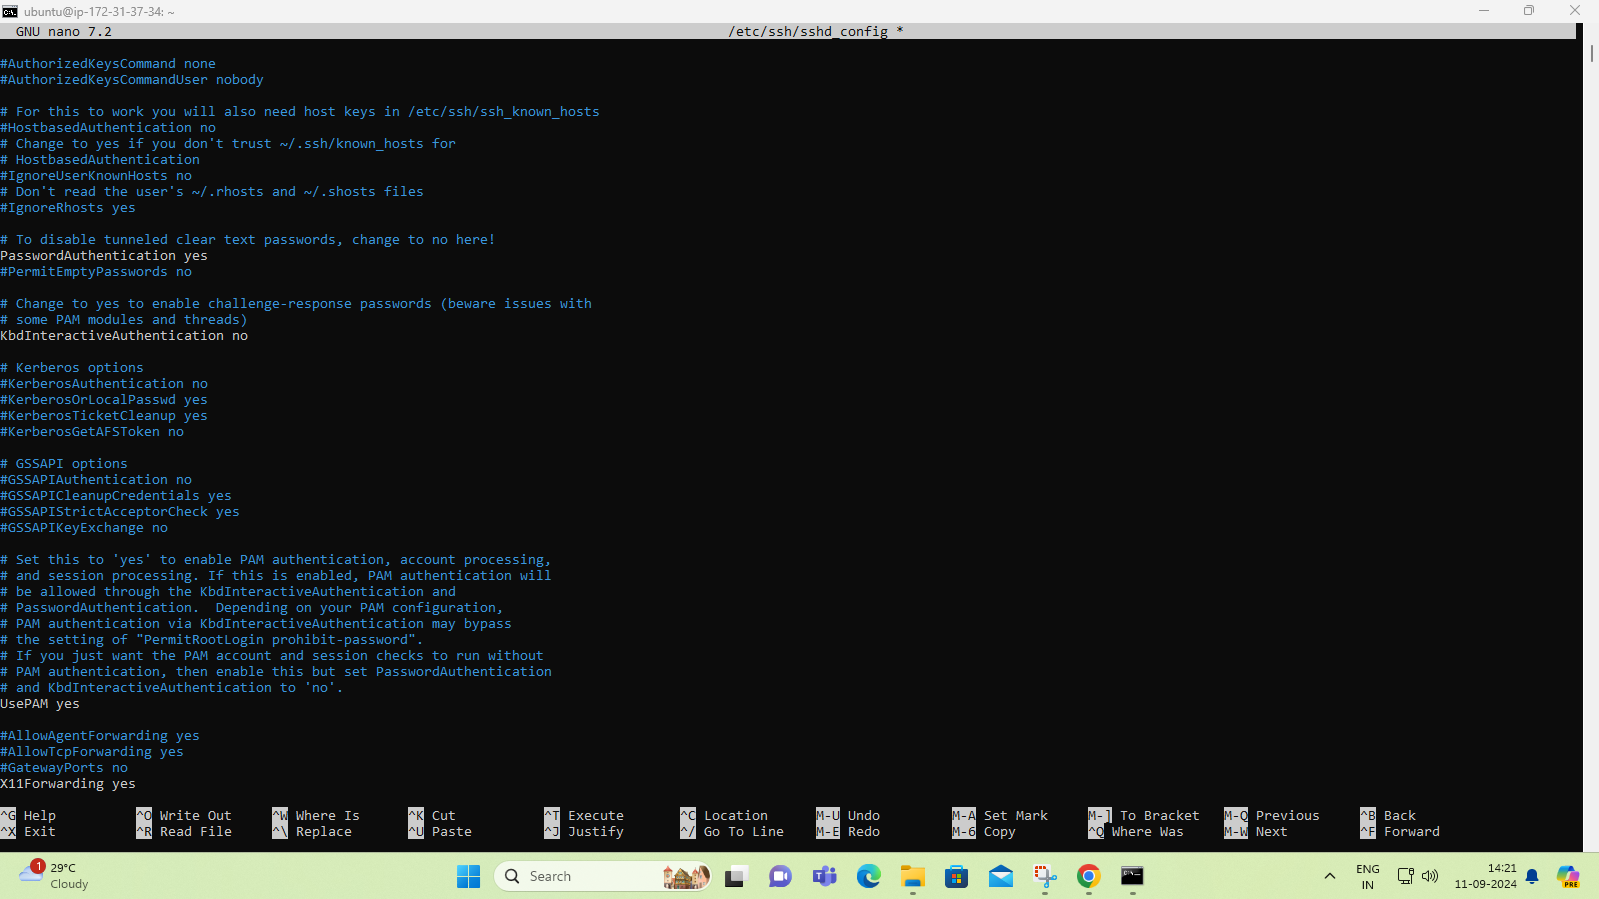 ubuntu@ip-172-31-37-34: ~
GNU nano 7.2 /etc/ssh/sshd_config *
#AuthorizedKeysCommand none
#AuthorizedKeysCommandUser nobody
# For this to work you will also need host keys in /etc/ssh/ssh_known_hosts
#HostbasedAuthentication no
# Change to yes if you don't trust ~/.ssh/known_hosts for
# HostbasedAuthentication
#IgnoreUserKnownHosts no
# Don't read the user's ~/.rhosts and ~/.shosts files
#IgnoreRhosts yes
# To disable tunneled clear text passwords, change to no here!
PasswordAuthentication yes
#PermitEmptyPasswords no
# Change to yes to enable challenge-response passwords (beware issues with
# some PAM modules and threads)
KbdInteractiveAuthentication no
# Kerberos options
#KerberosAuthentication no
#KerberosOrLocalPasswd yes
#KerberosTicketCleanup yes
#KerberosGetAFSToken no
# GSSAPI options
#GSSAPIAuthentication no
#GSSAPICleanupCredentials yes
#GSSAPIStrictAcceptorCheck yes
#GSSAPIKeyExchange no
# Set this to 'yes' to enable PAM authentication, account processing,
# and session processing. If this is enabled, PAM authentication will
# be allowed through the KbdInteractiveAuthentication and
# PasswordAuthentication.  Depending on your PAM configuration,
# PAM authentication via KbdInteractiveAuthentication may bypass
# the setting of "PermitRootLogin prohibit-password".
# If you just want the PAM account and session checks to run without
# PAM authentication, then enable this but set PasswordAuthentication
# and KbdInteractiveAuthentication to 'no'.
UsePAM yes
#AllowAgentForwarding yes
#AllowTcpForwarding yes
#GatewayPorts no
X11Forwarding yes
^G Help ^O Write Out ^W Where Is ^K Cut ^T Execute ^C Location M-U Undo M-A Set Mark M-] To Bracket M-Q Previous ^B Back
^X Exit ^R Read File ^\ Replace ^U Paste ^J Justify ^/ Go To Line M-E Redo M-6 Copy ^Q Where Was M-W Next ^F Forward
1 29°C
Cloudy
Search
ENG
IN
14:21
11-09-2024
PRE